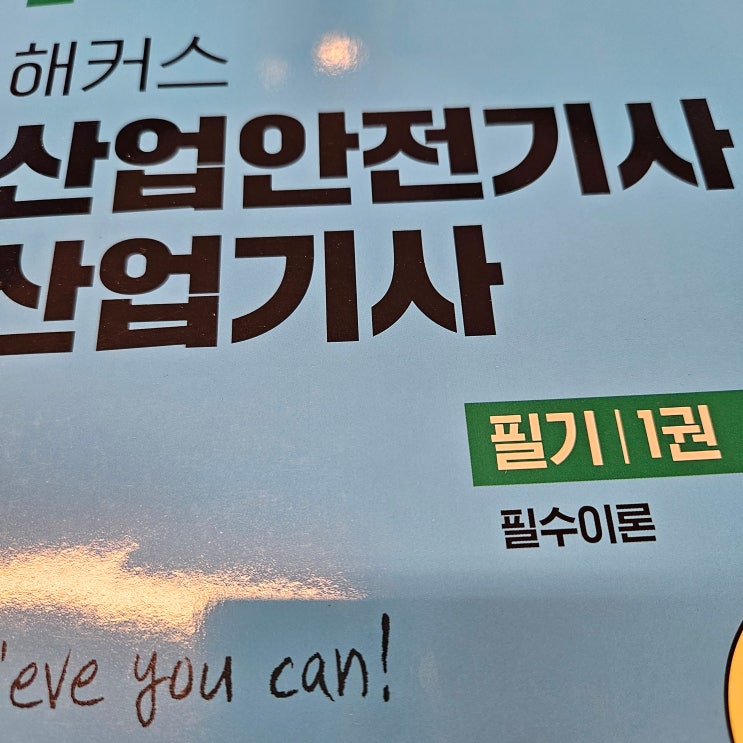 해커스
산업안전기사
산업기사
필기 | 1권
필수이론
you can!